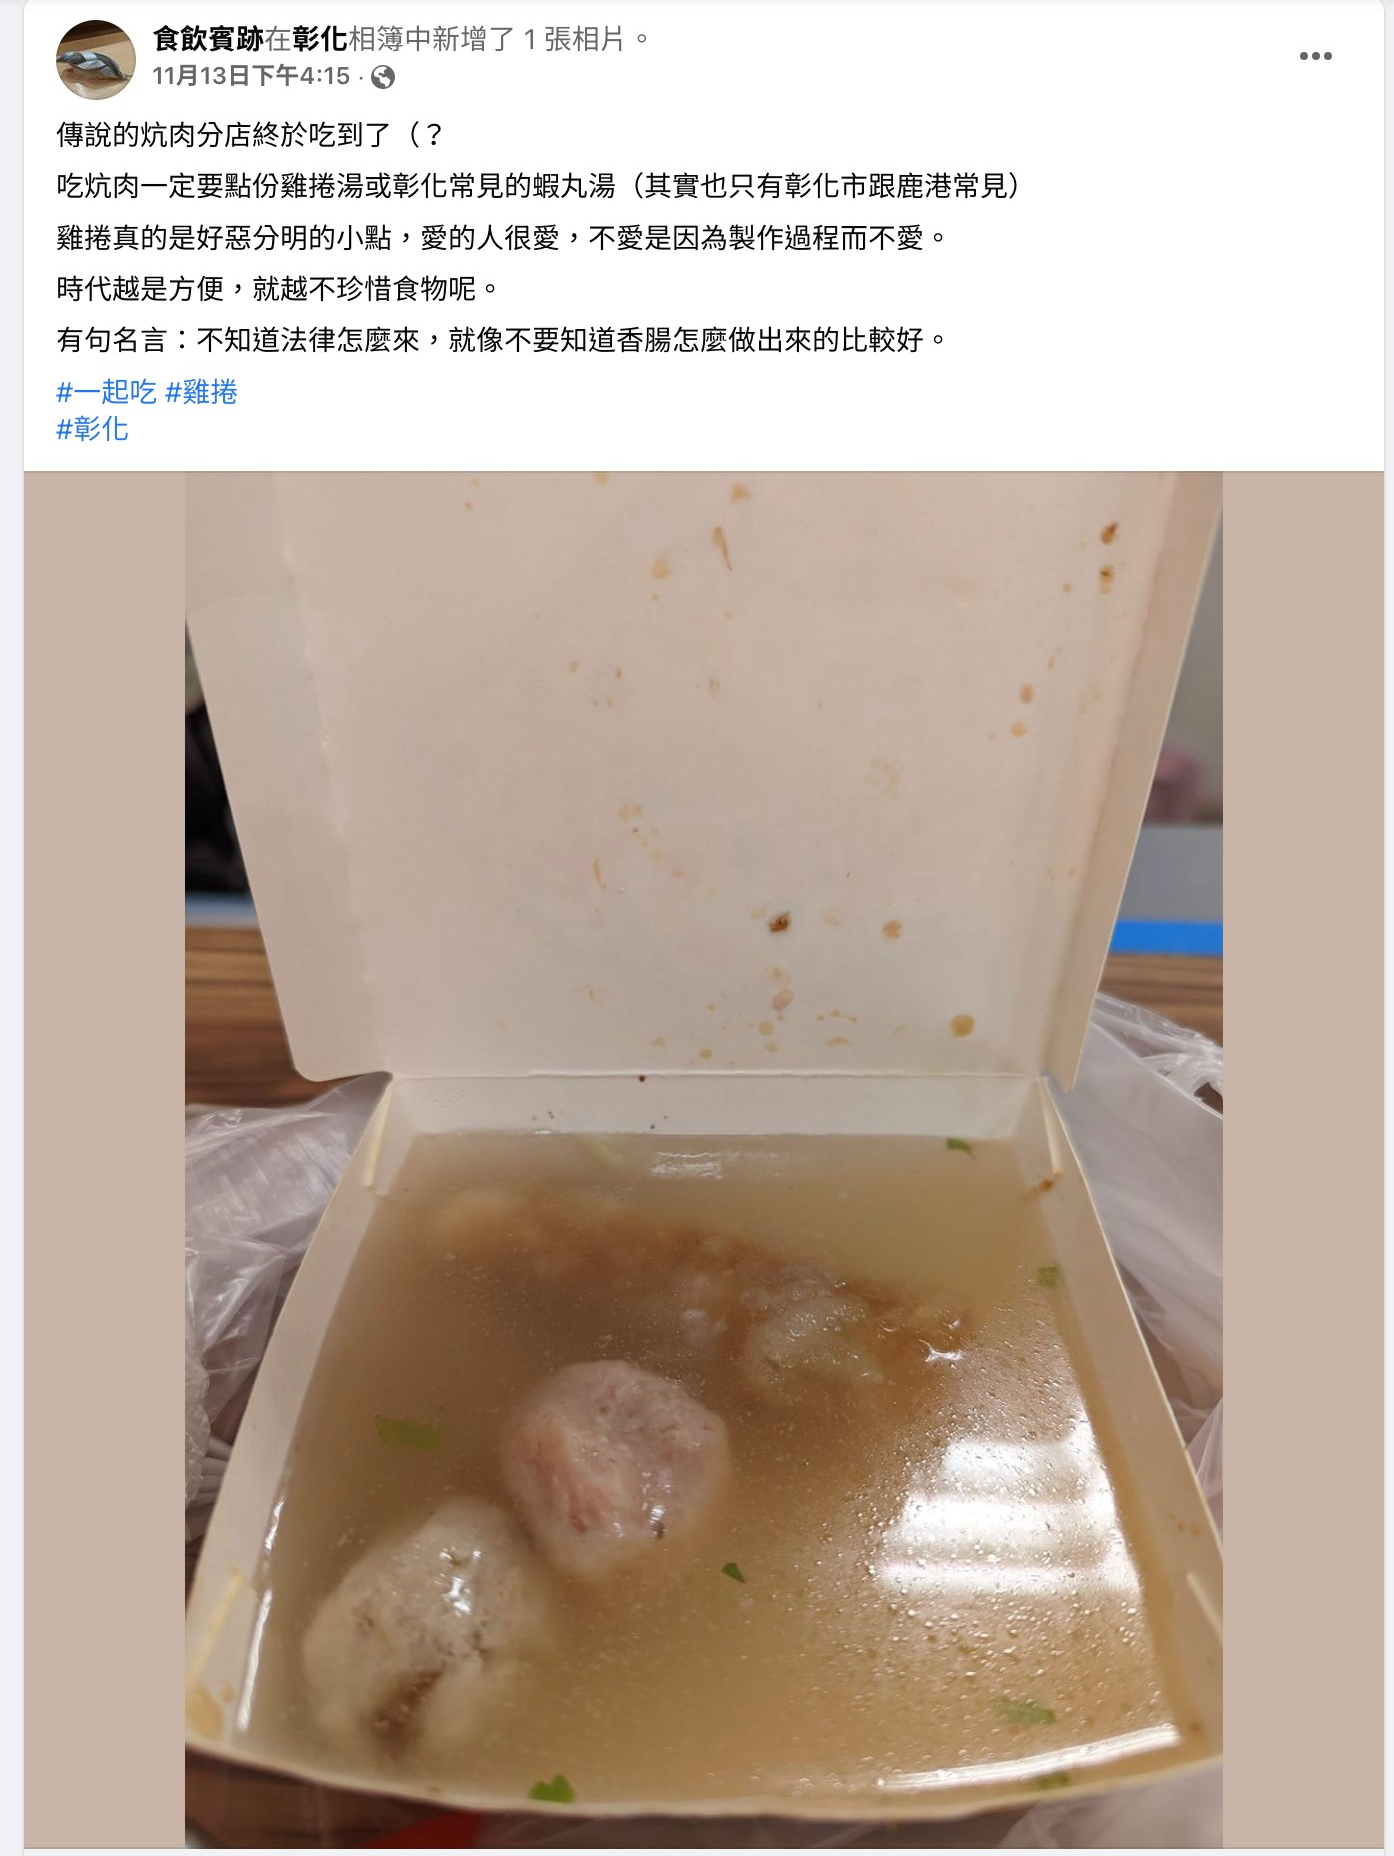 食飲賓跡在彰化相簿中新增了 1 張相片。
11月13日下午4:15 ·
傳說的炕肉分店終於吃到了（？
吃炕肉一定要點份雞捲湯或彰化常見的蝦丸湯（其實也只有彰化市跟鹿港常見）
雞捲真的是好惡分明的小點，愛的人很愛，不愛是因為製作過程而不愛。
時代越是方便，就越不珍惜食物呢。
有句名言：不知道法律怎麼來，就像不要知道香腸怎麼做出來的比較好。
#一起吃 #雞捲
#彰化